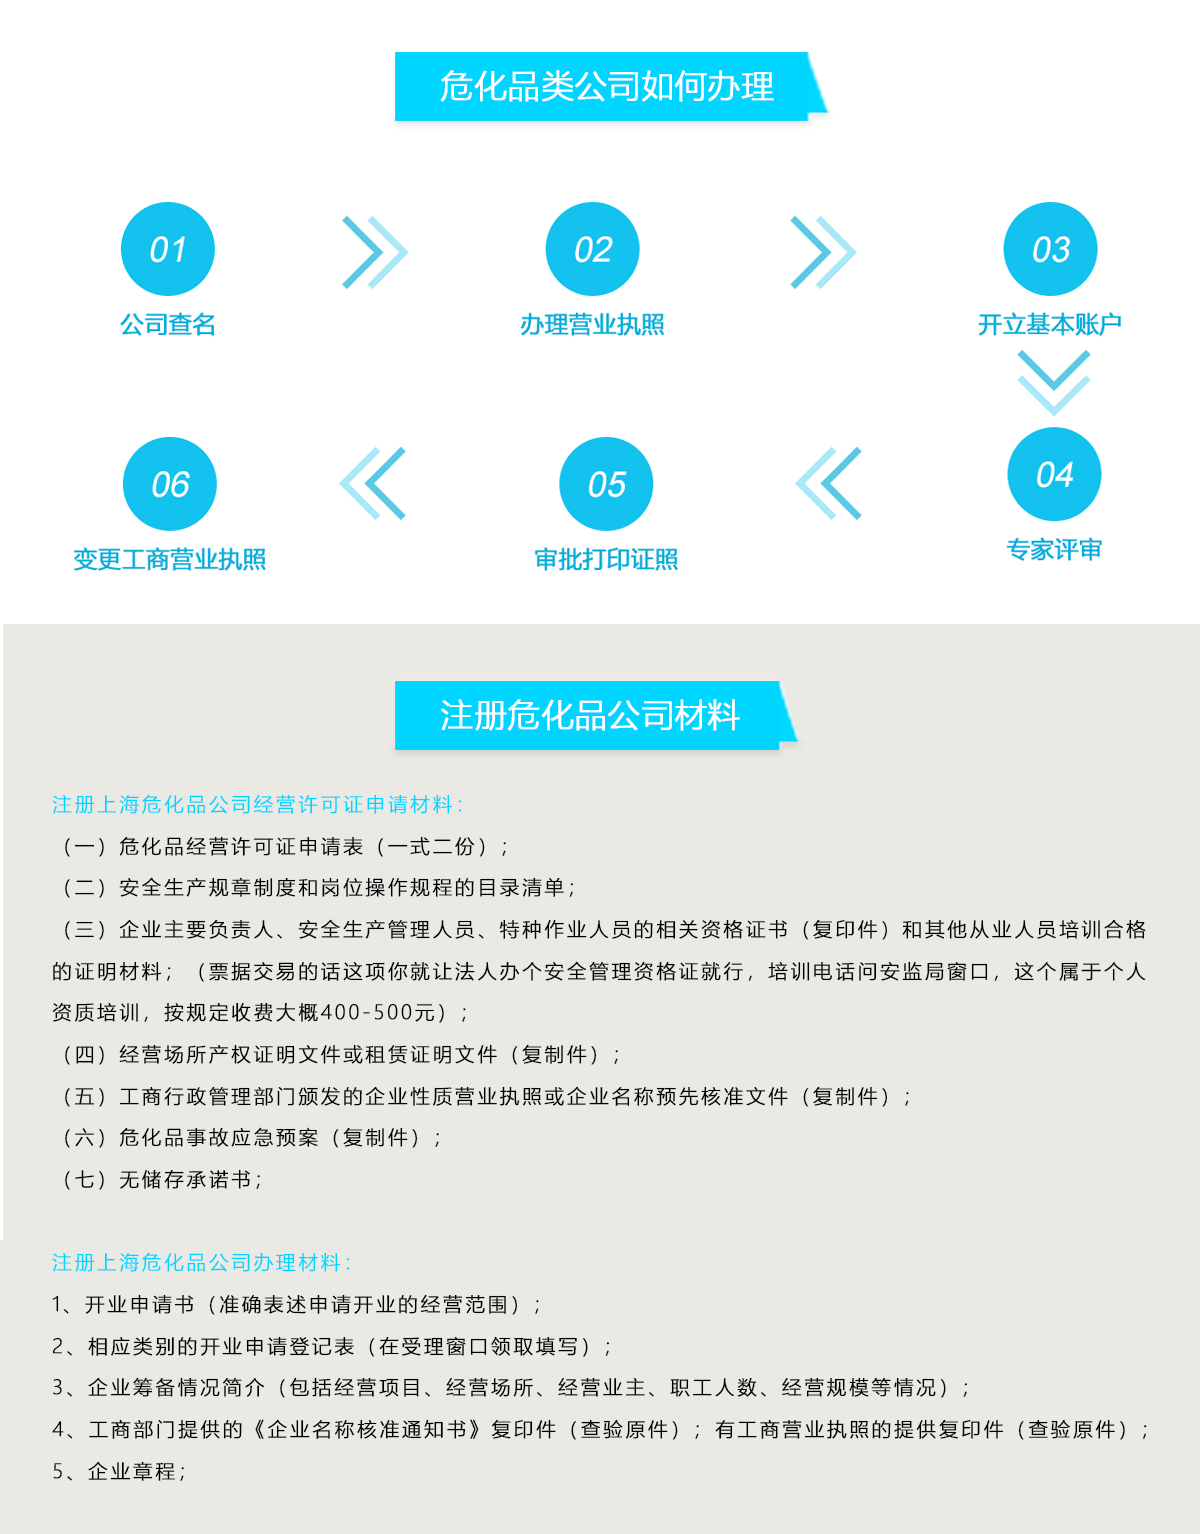 危化品类公司如何办理
01
02
03
公司查名
办理营业执照
开立基本账户
06
05
04
变更工商营业执照
审批打印证照
专家评审
注册危化品公司材料
注册上海危化品公司经营许可证申请材料：
（一）危化品经营许可证申请表（一式二份）；
（二）安全生产规章制度和岗位操作规程的目录清单；
（三）企业主要负责人、安全生产管理人员、特种作业人员的相关资格证书（复印件）和其他从业人员培训合格
的证明材料；（票据交易的话这项你就让法人办个安全管理资格证就行，培训电话问安监局窗口，这个属于个人
资质培训，按规定收费大概400-500元）；
（四）经营场所产权证明文件或租赁证明文件（复制件）；
（五）工商行政管理部门颁发的企业性质营业执照或企业名称预先核准文件（复制件）；
（六）危化品事故应急预案（复制件）；
（七）无储存承诺书；
注册上海危化品公司办理材料：
1、开业申请书（准确表述申请开业的经营范围）；
2、相应类别的开业申请登记表（在受理窗口领取填写）；
3、企业筹备情况简介（包括经营项目、经营场所、经营业主、职工人数、经营规模等情况）；
4、工商部门提供的《企业名称核准通知书》复印件（查验原件）；有工商营业执照的提供复印件（查验原件）；
5、企业章程；